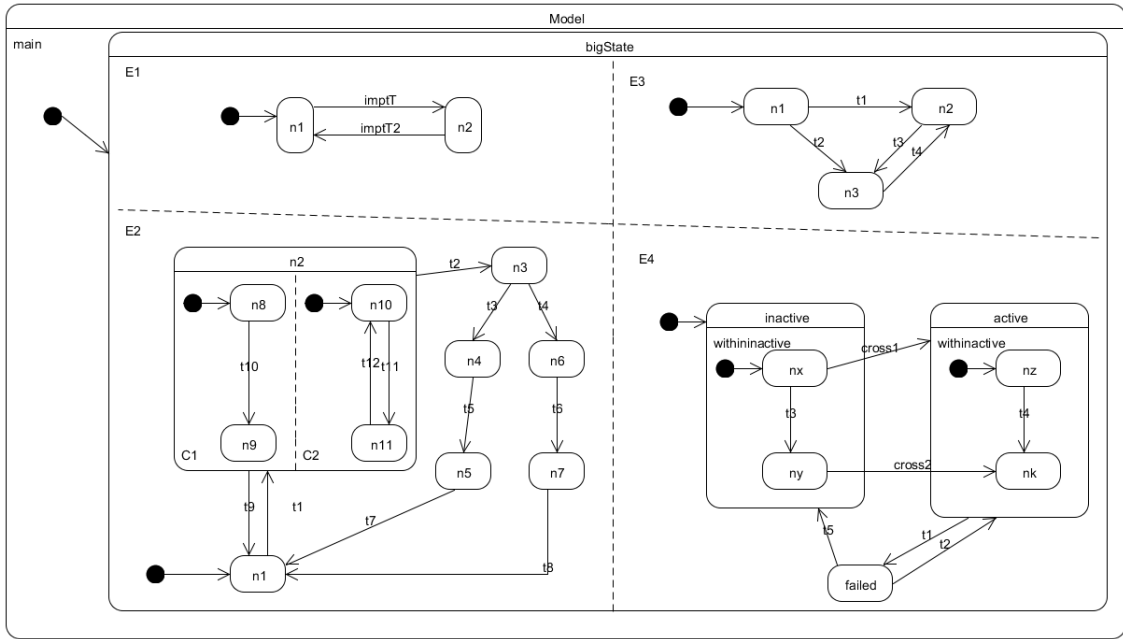 Model
main
bigState
E1
imptT
n1
n2
imptT2
E3
n1
t1
n2
t2
t3
t4
n3
E2
n2
t2
n3
n8
n10
t3
t4
n4
n6
t10
t12
t11
t5
t6
n9
n11
C1
C2
n5
n7
t9
t1
t7
t8
n1
E4
inactive
active
withininactive
cross1
withinactive
nx
nz
t3
t4
ny
cross2
nk
t5
t1
t2
failed